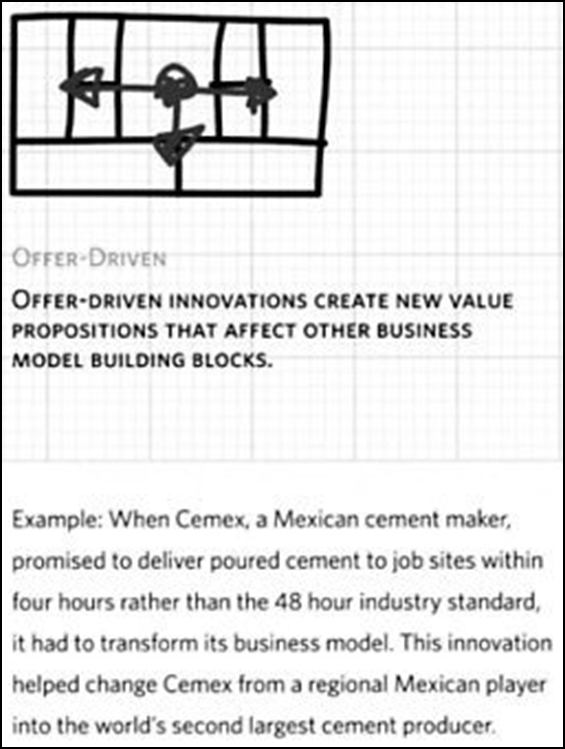 OFFER-DRIVEN
OFFER-DRIVEN INNOVATIONS CREATE NEW VALUE
PROPOSITIONS THAT AFFECT OTHER BUSINESS
MODEL BUILDING BLOCKS.
Example: When Cemex, a Mexican cement maker,
promised to deliver poured cement to job sites within
four hours rather than the 48 hour industry standard,
it had to transform its business model. This innovation
helped change Cemex from a regional Mexican player
into the world's second largest cement producer.